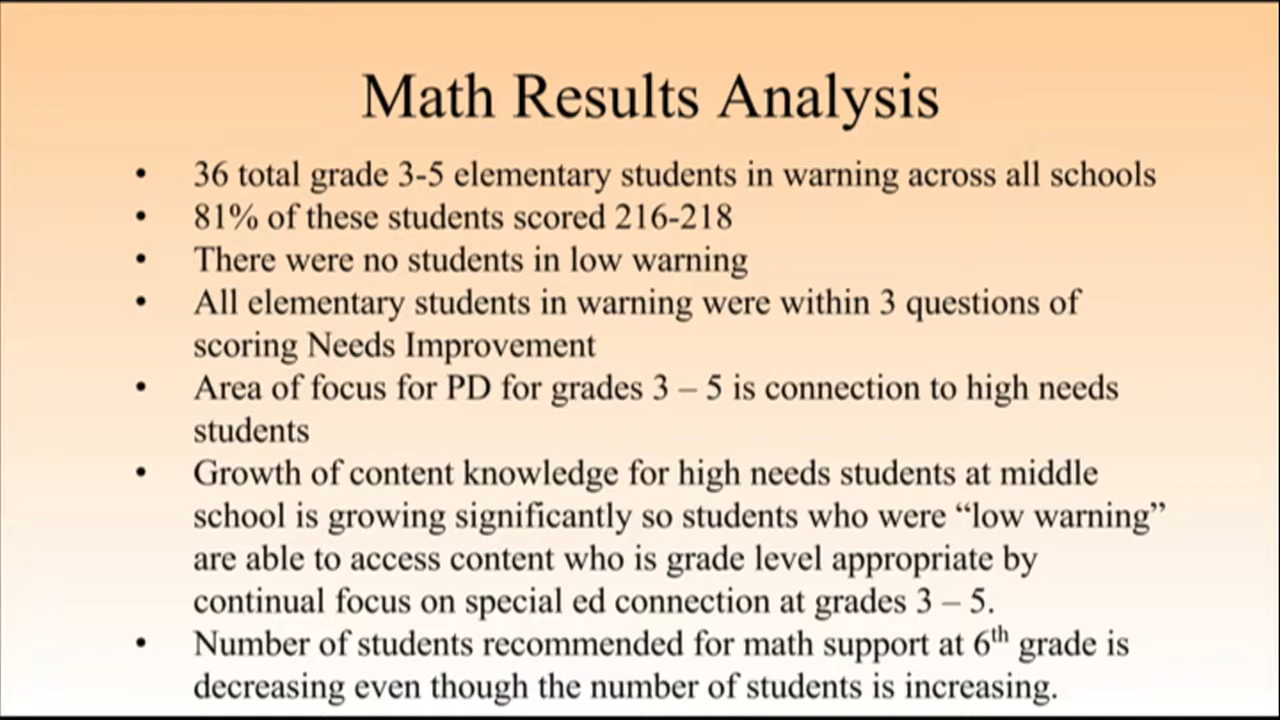 Math Results Analysis
• 36 total grade 3-5 elementary students in warning across all schools
• 81% of these students scored 216-218
• There were no students in low warning
• All elementary students in warning were within 3 questions of
scoring Needs Improvement
• Area of focus for PD for grades 3 – 5 is connection to high needs
students
• Growth of content knowledge for high needs students at middle
school is growing significantly so students who were “low warning”
are able to access content who is grade level appropriate by
continual focus on special ed connection at grades 3 – 5.
• Number of students recommended for math support at 6th grade is
decreasing even though the number of students is increasing.